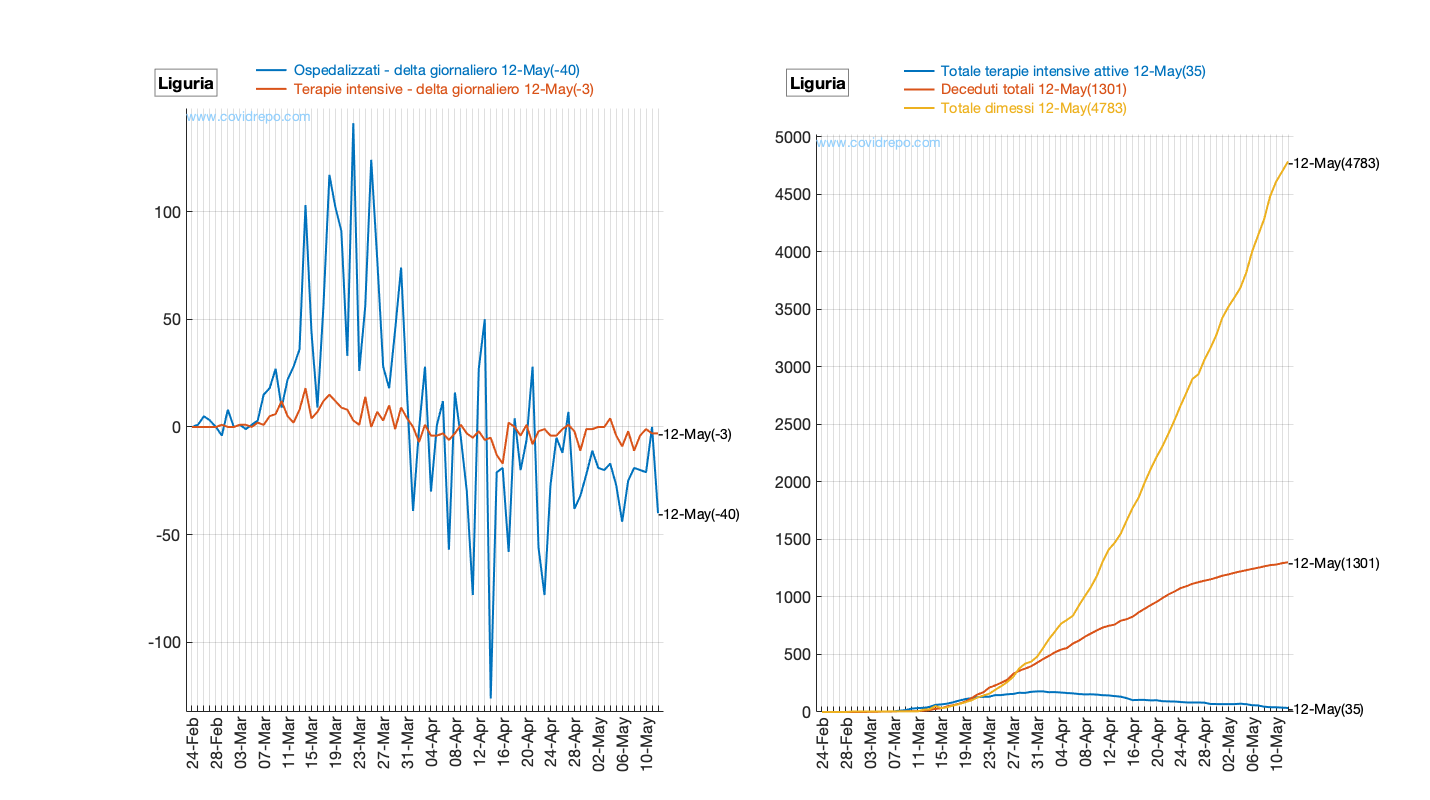 Liguria
Ospedalizzati - delta giornaliero 12-May(-40)
Terapie intensive - delta giornaliero 12-May(-3)
www.covidrepo.com
100
50
0
-50
-100
12-May(-3)
12-May(-40)
24-Feb
28-Feb
03-Mar
07-Mar
11-Mar
15-Mar
19-Mar
23-Mar
27-Mar
31-Mar
04-Apr
08-Apr
12-Apr
16-Apr
20-Apr
24-Apr
28-Apr
02-May
06-May
10-May
Liguria
Totale terapie intensive attive 12-May(35)
Deceduti totali 12-May(1301)
Totale dimessi 12-May(4783)
www.covidrepo.com
5000
4500
4000
3500
3000
2500
2000
1500
1000
500
0
12-May(4783)
12-May(1301)
12-May(35)
24-Feb
28-Feb
03-Mar
07-Mar
11-Mar
15-Mar
19-Mar
23-Mar
27-Mar
31-Mar
04-Apr
08-Apr
12-Apr
16-Apr
20-Apr
24-Apr
28-Apr
02-May
06-May
10-May